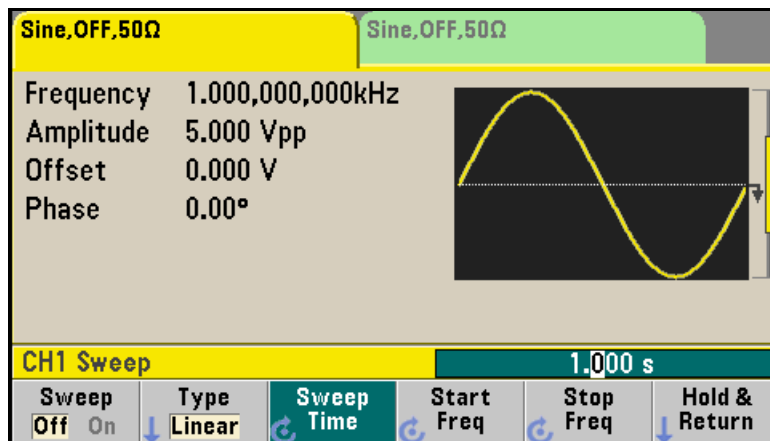 Sine,OFF,50Ω
Sine,OFF,50Ω
Frequency 1.000,000,000kHz
Amplitude 5.000 Vpp
Offset 0.000 V
Phase 0.00°
CH1 Sweep
1.000 s
Sweep
Off On
Type
Linear
Sweep
Time
Start
Freq
Stop
Freq
Hold &
Return